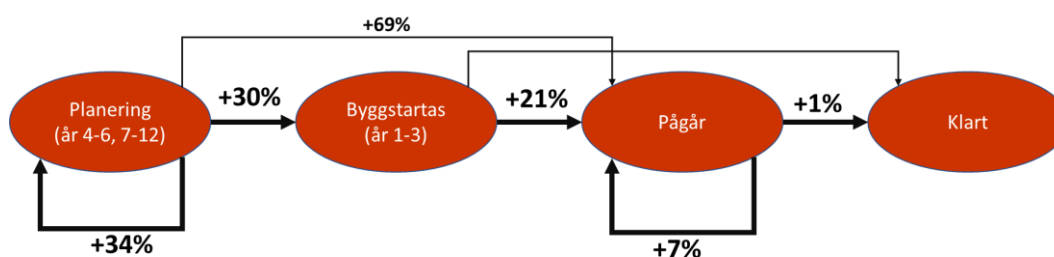 +69%
Planering
(år 4-6, 7-12)
+30%
Byggstartas
(år 1-3)
+21%
Pågår
+1%
Klart
+34%
+7%